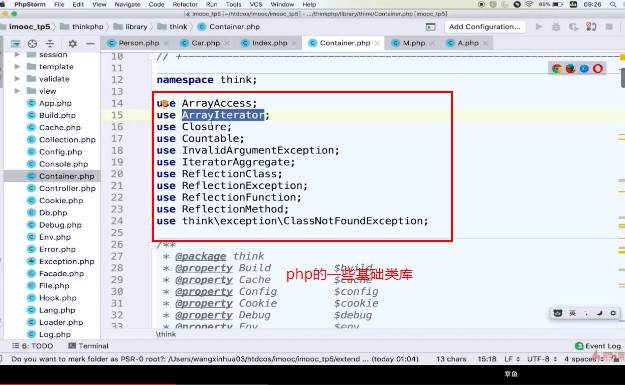 PhpStorm File Edit View Navigate Code Refactor Run Tools VCS Window Help 85% 09:26
imooc_tp5 thinkphp library think Container.php Add Configuration...
Person.php Car.php Index.php Container.php M.php A.php
session
template
validate
view
App.php
Build.php
Cache.php
Collection.php
Config.php
Console.php
Container.php
Controller.php
Cookie.php
Db.php
Debug.php
Env.php
Error.php
Exception.php
Facade.php
File.php
Hook.php
Lang.php
Loader.php
Log.php
10 // +
11
12 namespace think;
13
14 use ArrayAccess;
15 use ArrayIterator;
16 use Closure;
17 use Countable;
18 use InvalidArgumentException;
19 use IteratorAggregate;
20 use ReflectionClass;
21 use ReflectionException;
22 use ReflectionFunction;
23 use ReflectionMethod;
24 use think\exception\ClassNotFoundException;
25
26 /**
27 * @package think
28 * @property Build $build
29 * @property Cache $cache
30 * @property Config $config
31 * @property Cookie $cookie
32 * @property Debug $debug
33 * @property Env $env
php的一些基础类库
\think
英
6: TODO Terminal Event Log
Do you want to mark folder as PSR-0 root?: /Users/wangxinhua03/htdcos/imooc/imooc_tp5/extend ... (today 01:04) 13 chars 15:18 LF UTF-8 4 spaces
章鱼